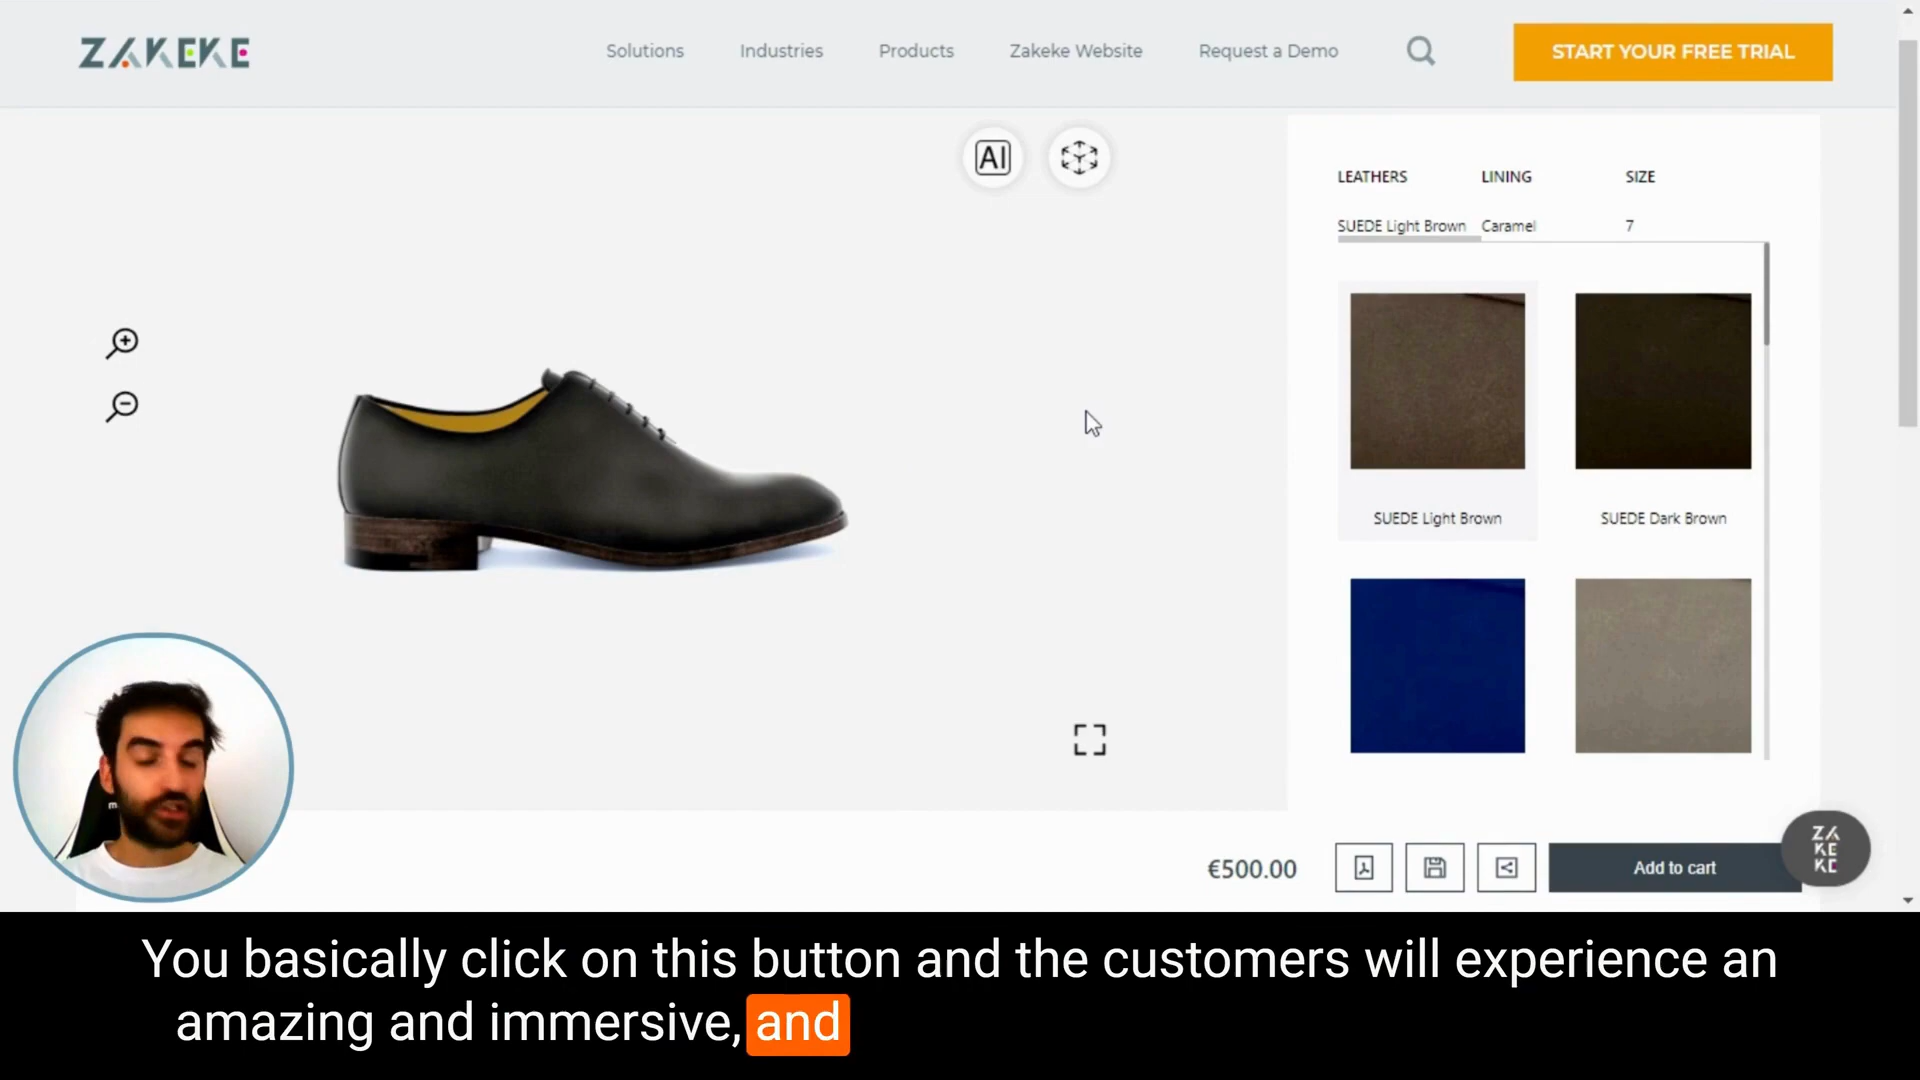 ZAKEKE
Solutions Industries Products Zakeke Website Request a Demo START YOUR FREE TRIAL
AI
LEATHERS LINING SIZE
SUEDE Light Brown Caramel 7
SUEDE Light Brown SUEDE Dark Brown
€500.00 Add to cart
ZA
KE
KE
You basically click on this button and the customers will experience an
amazing and immersive, and